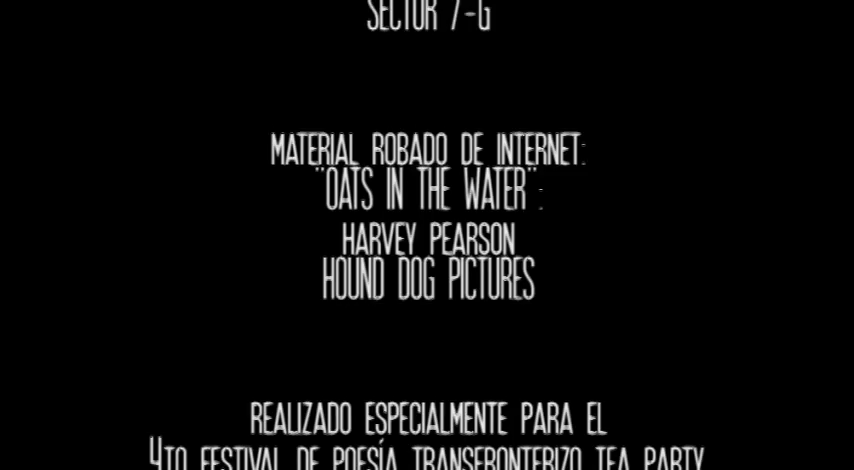 SECTOR 7-G
MATERIAL ROBADO DE INTERNET:
"OATS IN THE WATER":
HARVEY PEARSON
HOUND DOG PICTURES
REALIZADO ESPECIALMENTE PARA EL
4TO FESTIVAL DE POESÍA TRANSFRONTERIZO TEA PARTY